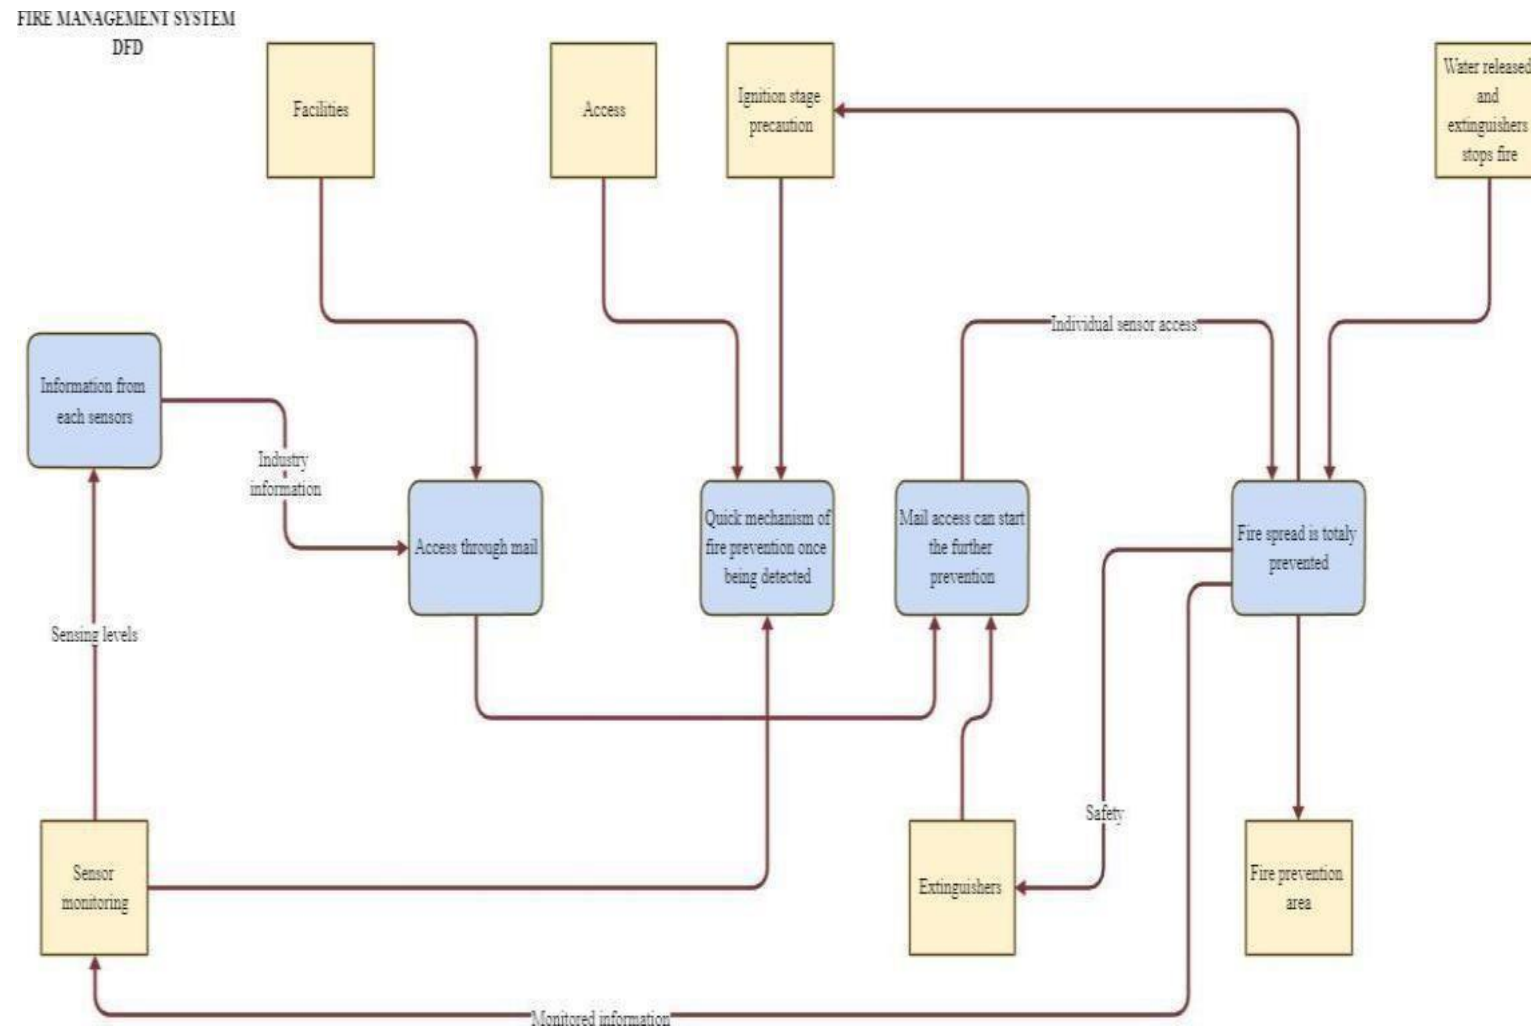 FIRE MANAGEMENT SYSTEM
DFD
Facilities
Access
Ignition stage
precaution
Water released
and
extinguishers
stops fire
Individual sensor access
Information from
each sensors
Industry
information
Access through mail
Quick mechanism of
fire prevention once
being detected
Mail access can start
the further
prevention
Fire spread is totaly
prevented
Sensing levels
Safety
Sensor
monitoring
Extinguishers
Fire prevention
area
Monitored information